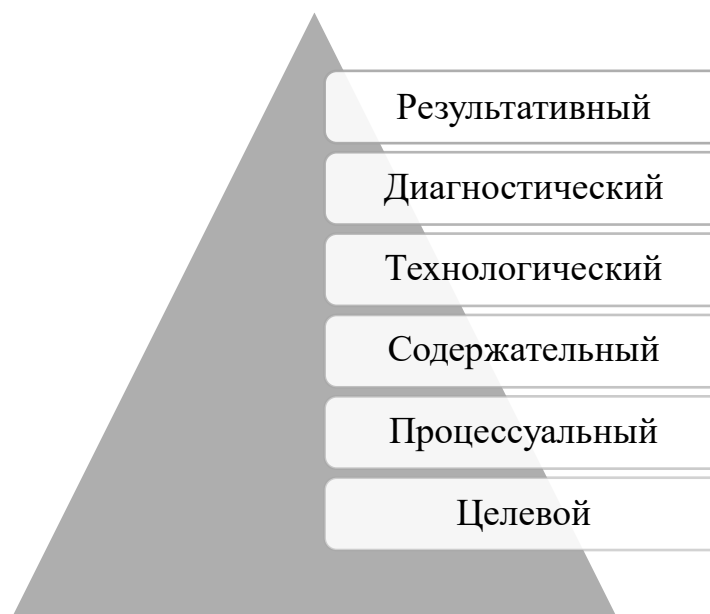 Результативный
Диагностический
Технологический
Содержательный
Процессуальный
Целевой